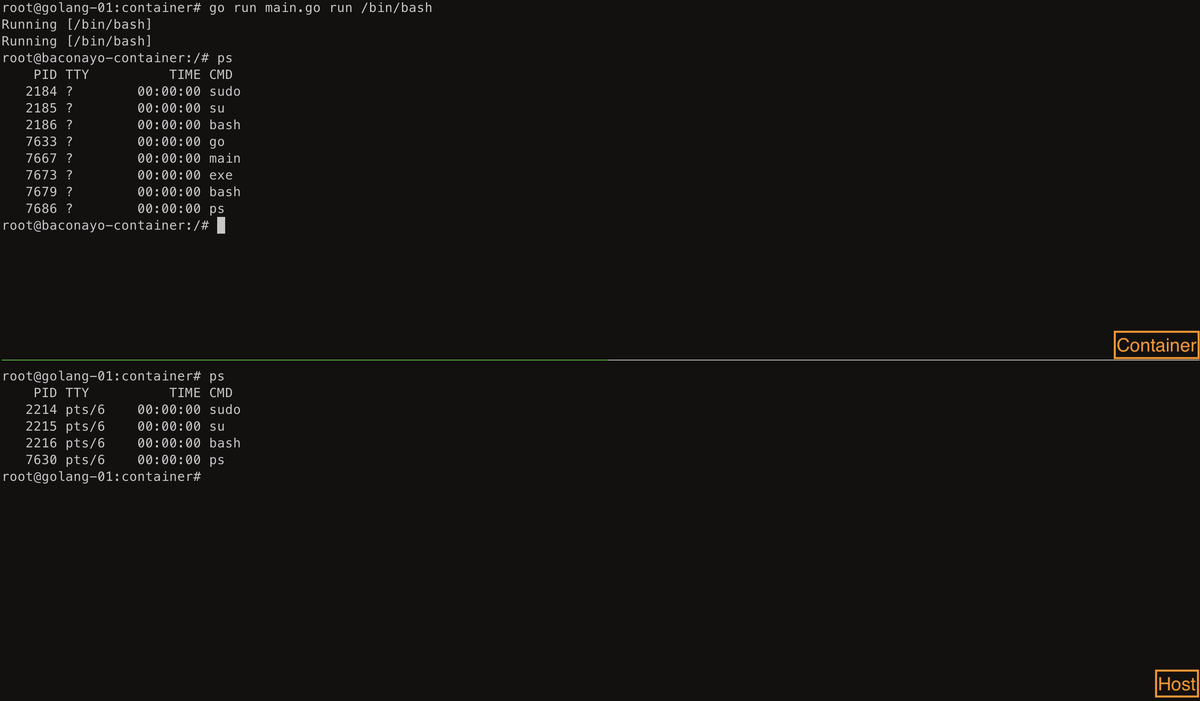 root@golang-01:container# go run main.go run /bin/bash
Running [/bin/bash]
Running [/bin/bash]
root@baconayo-container:/# ps
    PID TTY          TIME CMD
   2184 ?        00:00:00 sudo
   2185 ?        00:00:00 su
   2186 ?        00:00:00 bash
   7633 ?        00:00:00 go
   7667 ?        00:00:00 main
   7673 ?        00:00:00 exe
   7679 ?        00:00:00 bash
   7686 ?        00:00:00 ps
root@baconayo-container:/#
Container
root@golang-01:container# ps
    PID TTY          TIME CMD
   2214 pts/6    00:00:00 sudo
   2215 pts/6    00:00:00 su
   2216 pts/6    00:00:00 bash
   7630 pts/6    00:00:00 ps
root@golang-01:container#
Host